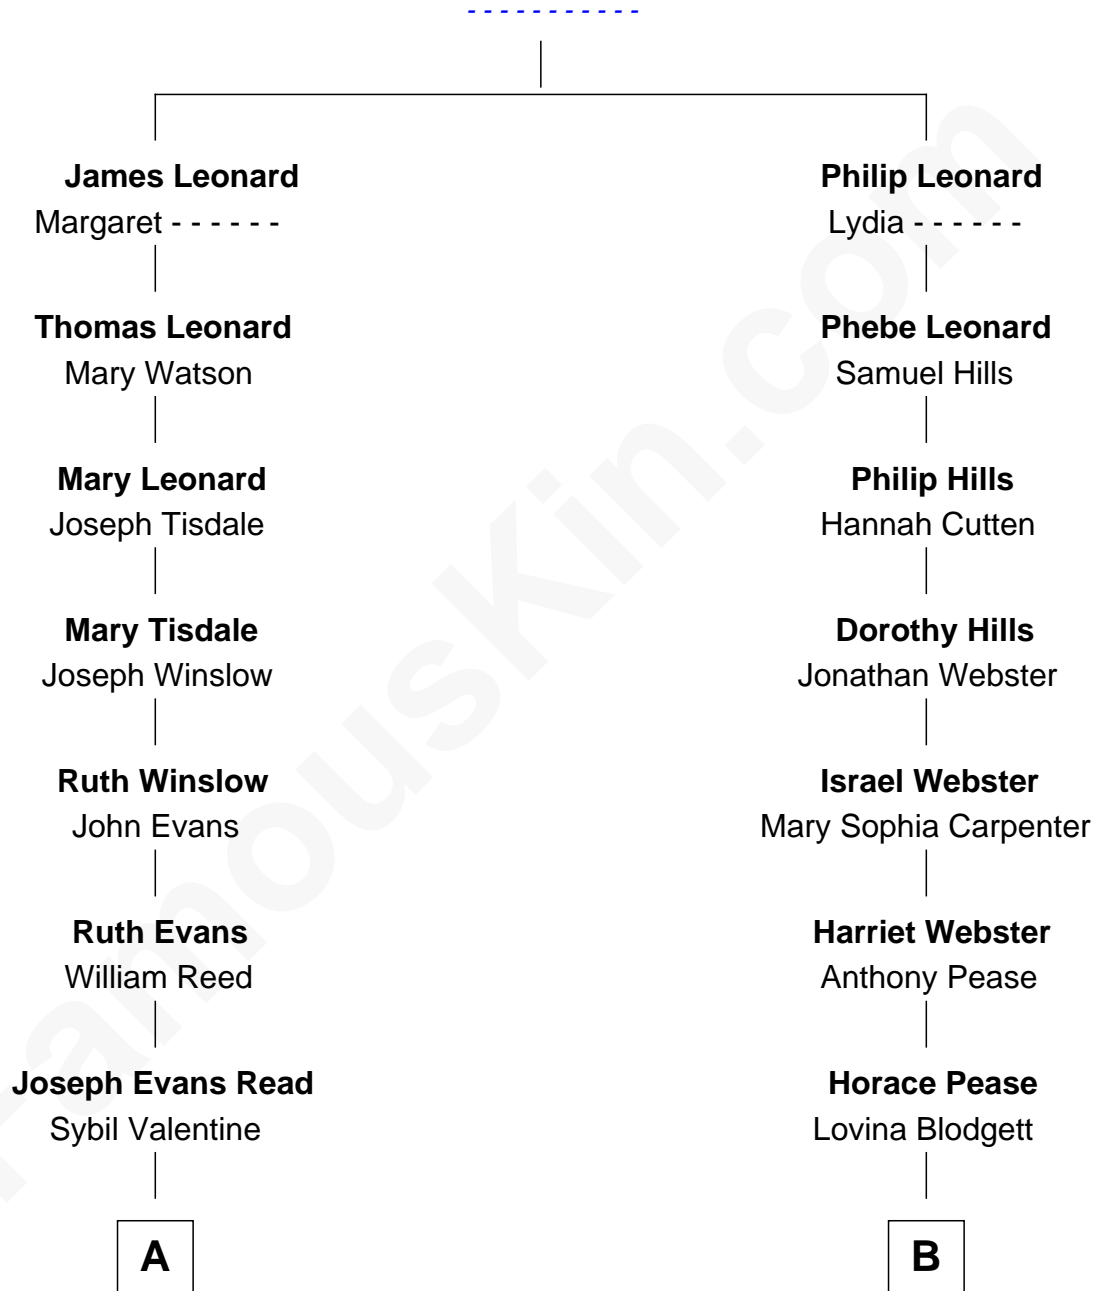 - - - - - - - - - - -
James Leonard
Margaret - - - - - -
Thomas Leonard
Mary Watson
Mary Leonard
Joseph Tisdale
Mary Tisdale
Joseph Winslow
Ruth Winslow
John Evans
Ruth Evans
William Reed
Joseph Evans Read
Sybil Valentine
A
Philip Leonard
Lydia - - - - - -
Phebe Leonard
Samuel Hills
Philip Hills
Hannah Cutten
Dorothy Hills
Jonathan Webster
Israel Webster
Mary Sophia Carpenter
Harriet Webster
Anthony Pease
Horace Pease
Lovina Blodgett
B
FamousKin.com